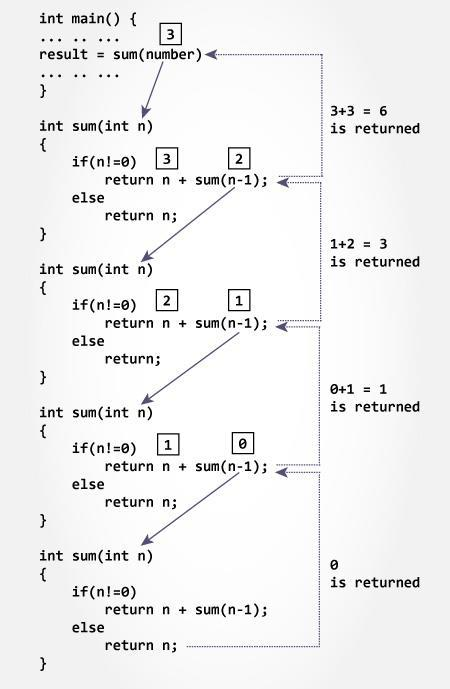 int main() {
... .. ...
3
result = sum(number)
... .. ...
}
3+3 = 6
is returned
int sum(int n)
{
if(n!=0)
3
2
return n + sum(n-1);
else
return n;
}
1+2 = 3
is returned
int sum(int n)
{
if(n!=0)
2
1
return n + sum(n-1);
else
return;
}
0+1 = 1
is returned
int sum(int n)
{
if(n!=0)
1
0
return n + sum(n-1);
else
return n;
}
int sum(int n)
{
if(n!=0)
return n + sum(n-1);
else
return n;
}
0
is returned